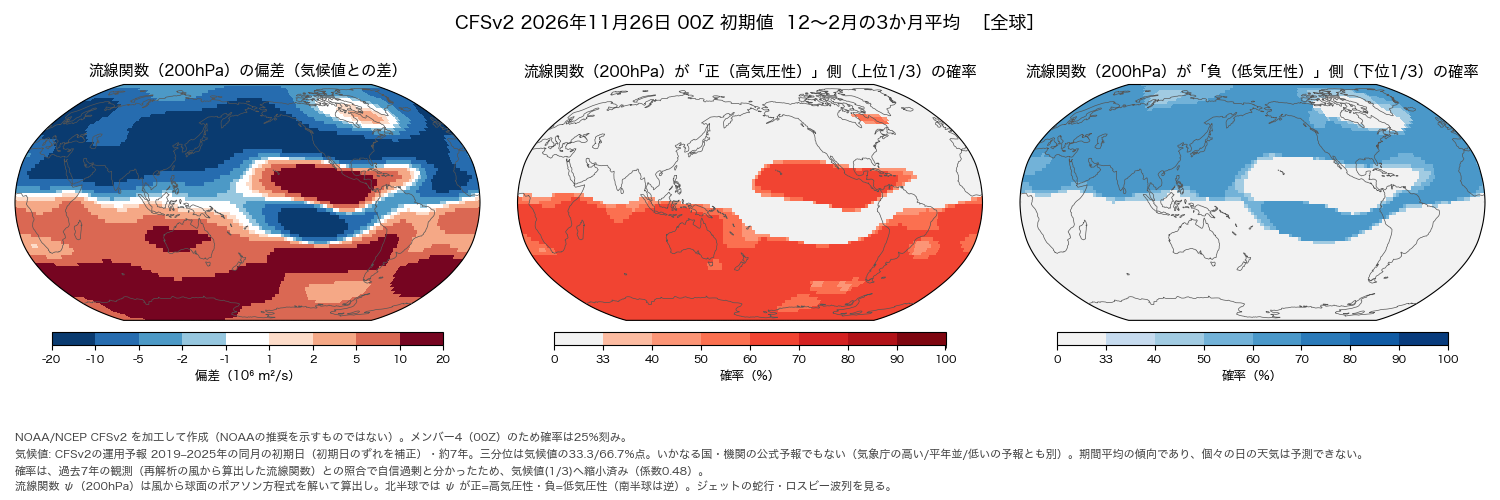 CFSv2 2026年11月26日 00Z 初期値 12～2月の3か月平均 ［全球］
流線関数（200hPa）の偏差（気候値との差）
流線関数（200hPa）が「正（高気圧性）」側（上位1/3）の確率
流線関数（200hPa）が「負（低気圧性）」側（下位1/3）の確率
-20 -10 -5 -2 -1 1 2 5 10 20
偏差（10⁶ m²/s）
0 33 40 50 60 70 80 90 100
確率（%）
0 33 40 50 60 70 80 90 100
確率（%）
NOAA/NCEP CFSv2 を加工して作成（NOAAの推奨を示すものではない）。メンバー4（00Z）のため確率は25%刻み。
気候値: CFSv2の運用予報 2019–2025年の同月の初期日（初期日のずれを補正）・約7年。三分位は気候値の33.3/66.7%点。いかなる国・機関の公式予報でもない（気象庁の高い/平年並/低いの予報とも別）。期間平均の傾向であり、個々の日の天気は予測できない。
確率は、過去7年の観測（再解析の風から算出した流線関数）との照合で自信過剰と分かったため、気候値(1/3)へ縮小済み（係数0.48）。
流線関数 ψ（200hPa）は風から球面のポアソン方程式を解いて算出し。北半球では ψ が正=高気圧性・負=低気圧性（南半球は逆）。ジェットの蛇行・ロスビー波列を見る。